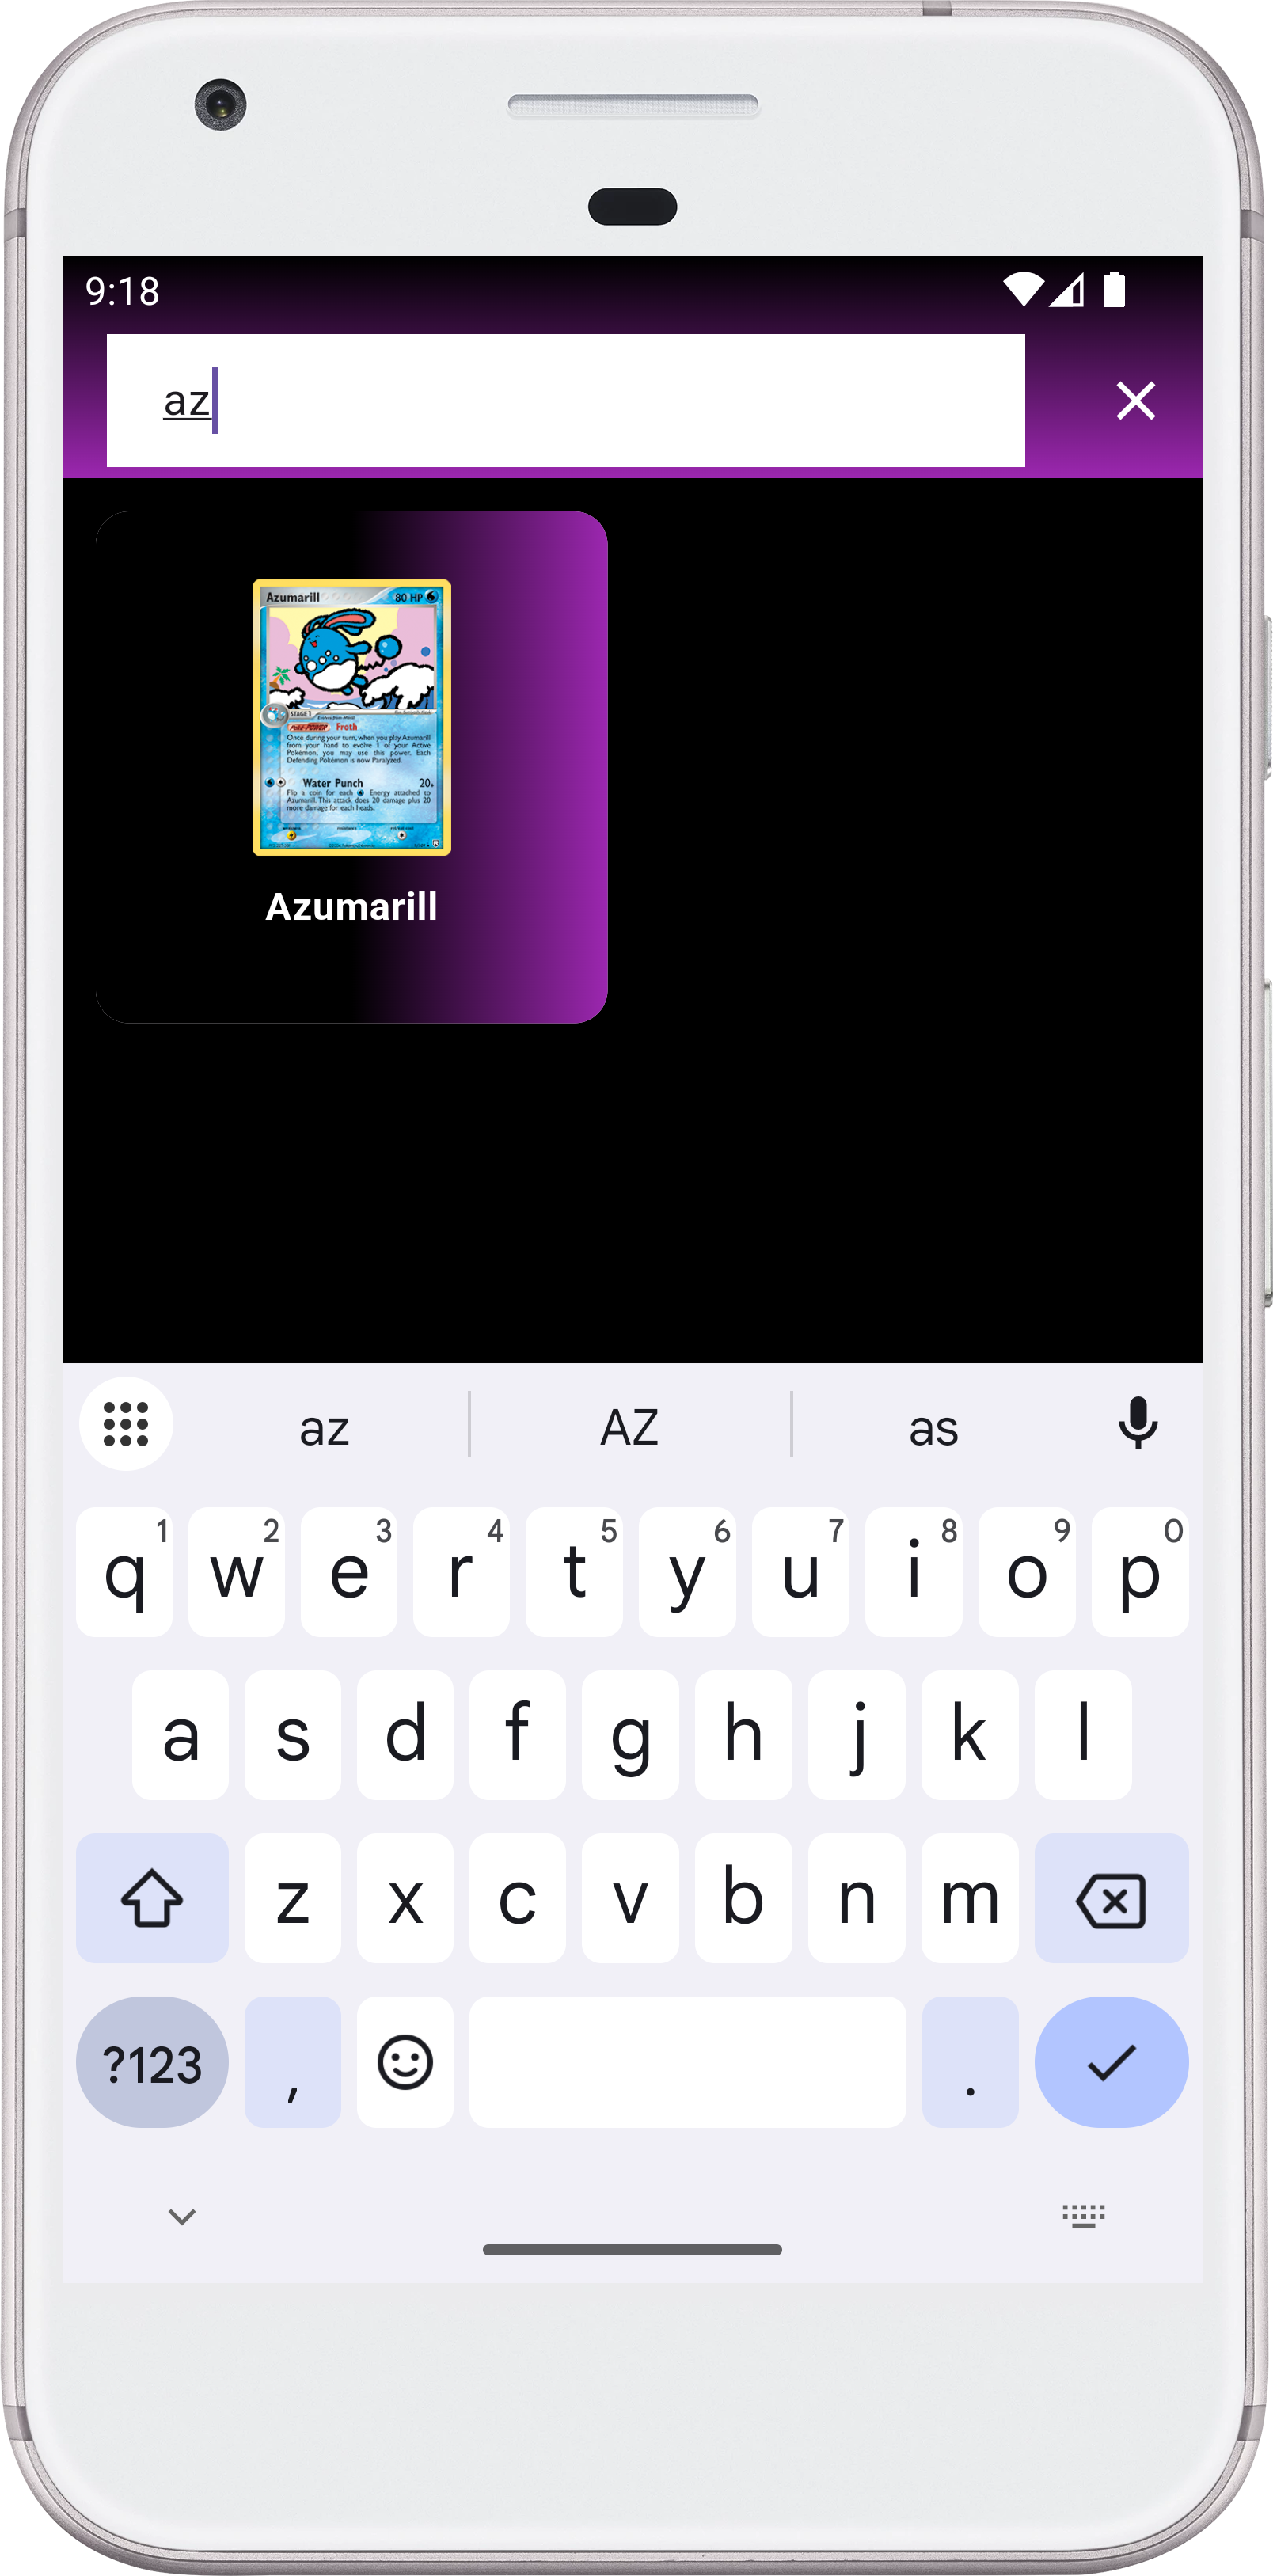 9:18
az
Azumarill 80 HP
STAGE 1
POKé-POWER Froth
Once during your turn, when you play Azumarill
from your hand to evolve 1 of your Active
Pokémon, you may use this power. Each
Defending Pokémon is now Paralyzed.
Water Punch 20+
Flip a coin for each Energy attached to
Azumarill. This attack does 20 damage plus 20
more damage for each heads.
Azumarill
az AZ as
1 2 3 4 5 6 7 8 9 0
q w e r t y u i o p
a s d f g h j k l
z x c v b n m
?123 , .